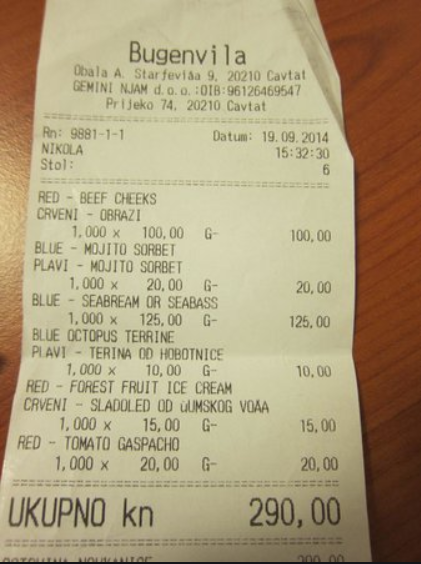 Bugenvila
Obala A. Starfeviäa 9, 20210 Cavtat
GEMINI NJAM d.o.o.:OIB:96126469547
Prijeko 74, 20210 Cavtat
Rn: 9881-1-1 Datum: 19.09.2014
NIKOLA 15:32:30
Stol: 6
RED - BEEF CHEEKS
CRVENI - OBRAZI
1,000 x 100,00 G- 100,00
BLUE - MOJITO SORBET
PLAVI - MOJITO SORBET
1,000 x 20,00 G- 20,00
BLUE - SEABREAM OR SEABASS
1,000 x 125,00 G- 125,00
BLUE OCTOPUS TERRINE
PLAVI - TERINA OD HOBOTNICE
1,000 x 10,00 G- 10,00
RED - FOREST FRUIT ICE CREAM
CRVENI - SLADOLED OD üUMSKOG VOÄA
1,000 x 15,00 G- 15,00
RED - TOMATO GASPACHO
1,000 x 20,00 G- 20,00
UKUPNO kn 290,00